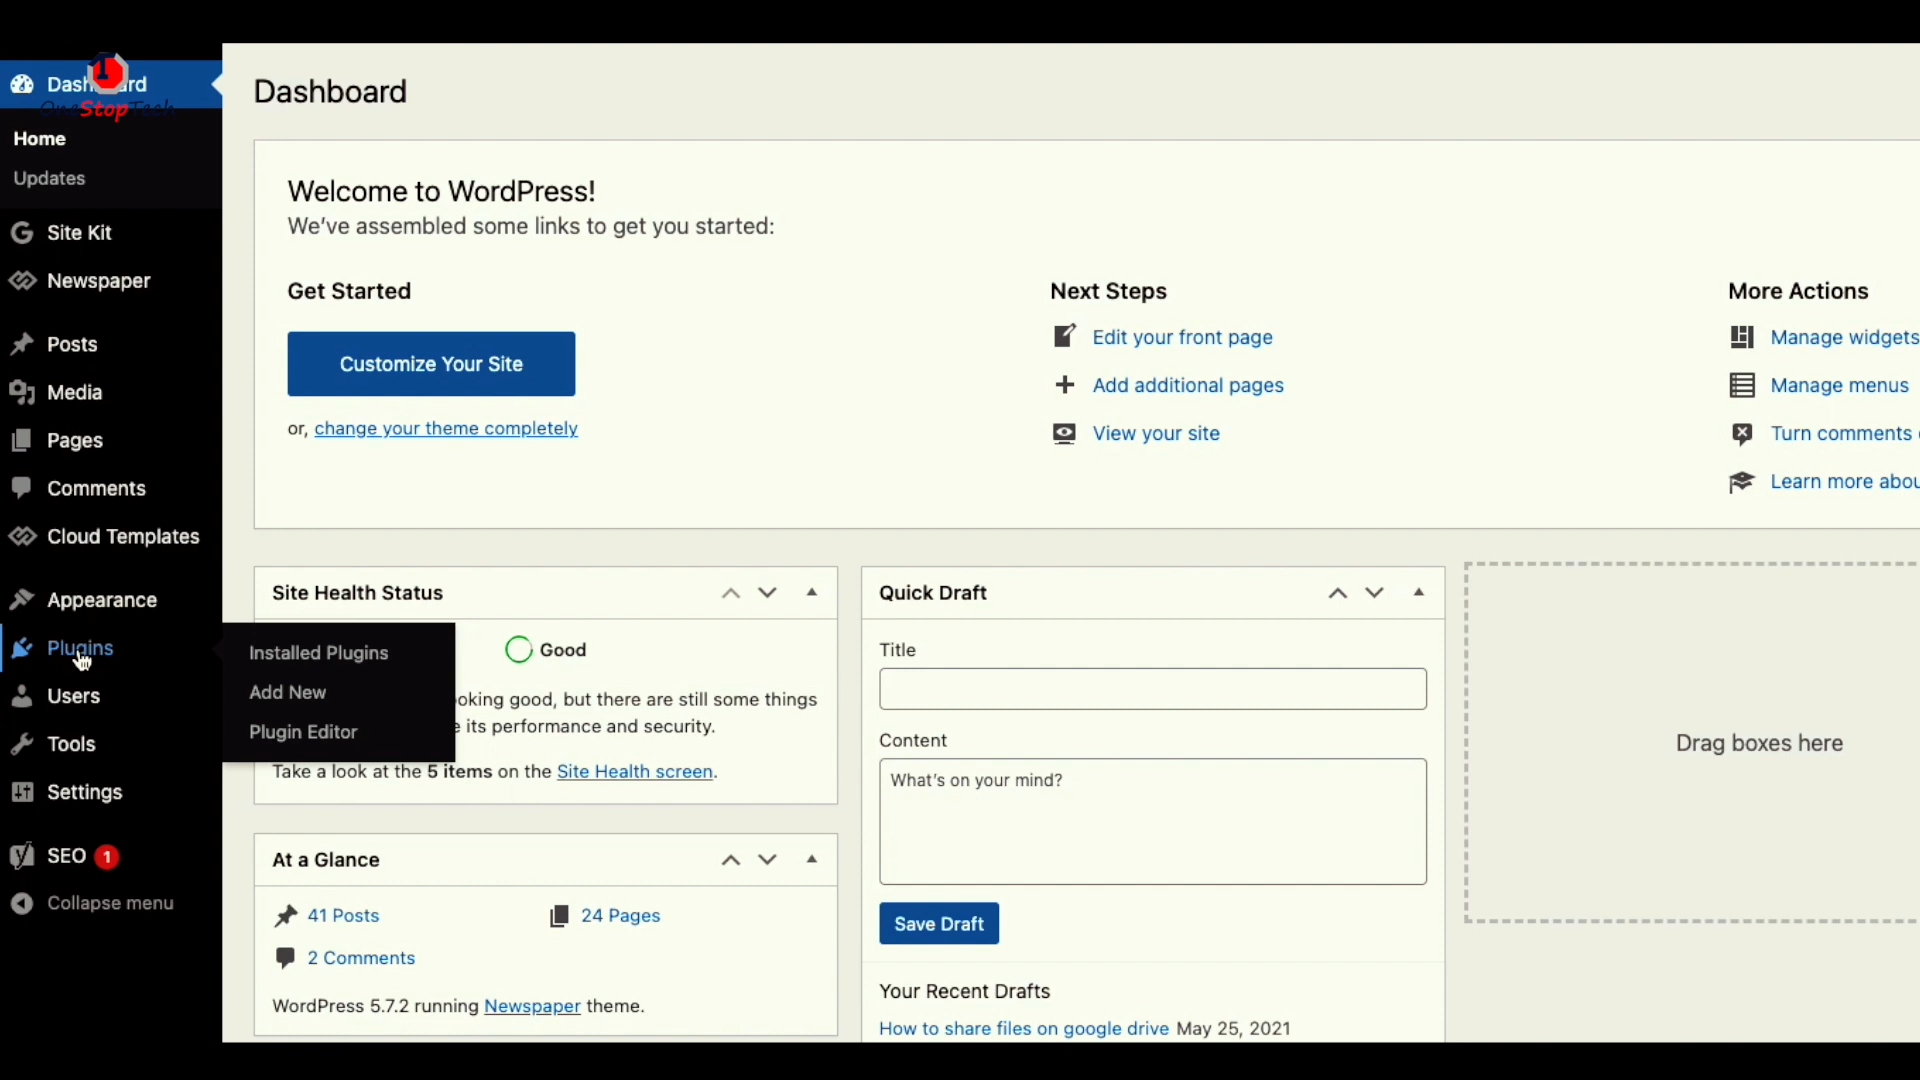 Dashboard
OneStopTech
Home
Updates
Site Kit
Newspaper
Posts
Media
Pages
Comments
Cloud Templates
Appearance
Plugins
Users
Tools
Settings
SEO 1
Collapse menu
Installed Plugins
Add New
Plugin Editor
Dashboard
Welcome to WordPress!
We've assembled some links to get you started:
Get Started
Customize Your Site
or, change your theme completely
Next Steps
Edit your front page
Add additional pages
View your site
More Actions
Manage widgets
Manage menus
Turn comments
Learn more
Site Health Status
Good
looking good, but there are still some things
its performance and security.
Take a look at the 5 items on the Site Health screen.
At a Glance
41 Posts
24 Pages
2 Comments
WordPress 5.7.2 running Newspaper theme.
Quick Draft
Title
Content
What's on your mind?
Save Draft
Your Recent Drafts
How to share files on google drive May 25, 2021
Drag boxes here